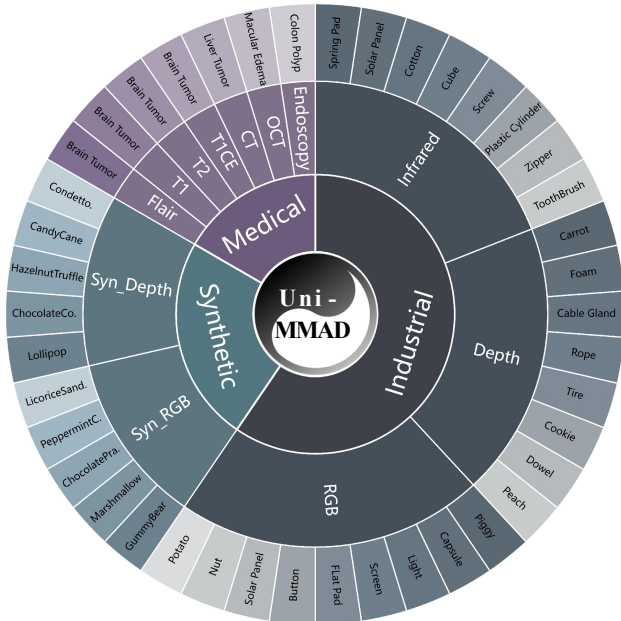 Uni-
MMAD
Industrial
Infrared
Spring Pad
Solar Panel
Cotton
Cube
Screw
Plastic Cylinder
Zipper
ToothBrush
Depth
Carrot
Foam
Cable Gland
Rope
Tire
Cookie
Dowel
Peach
RGB
Piggy
Capsule
Light
Screen
FLat Pad
Button
Solar Panel
Nut
Potato
Synthetic
Syn_RGB
GummyBear
Marshmallow
ChocolatePra.
PeppermintC.
LicoriceSand.
Syn_Depth
Lollipop
ChocolateCo.
HazelnutTruffle
CandyCane
Condetto.
Medical
Flair
Brain Tumor
T1
Brain Tumor
T2
Brain Tumor
T1CE
Brain Tumor
CT
Liver Tumor
OCT
Macular Edema
Endoscopy
Colon Polyp